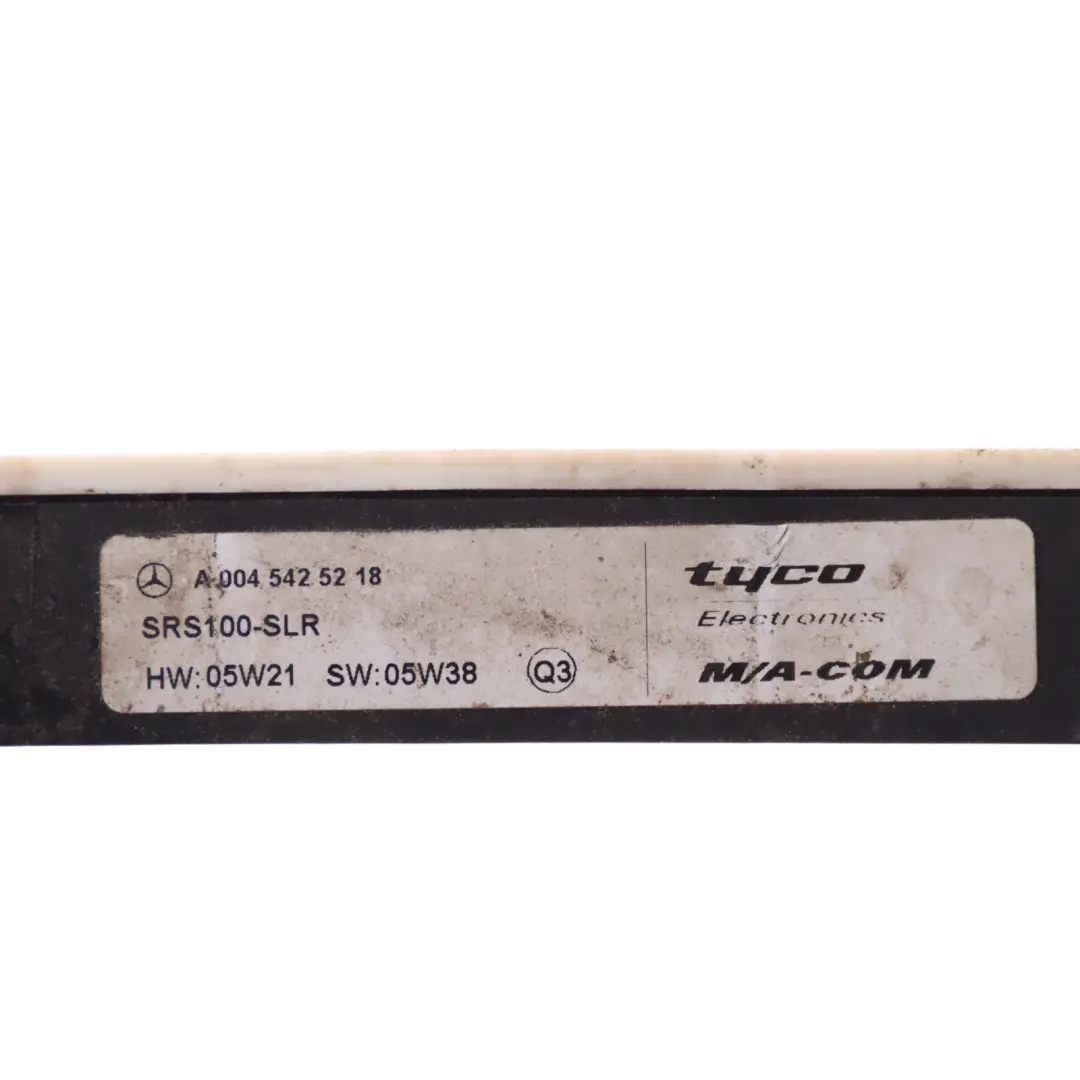 A 004 542 52 18
SRS100-SLR
HW:05W21 SW:05W38 Q3
tyco
Electronics
M/A-COM